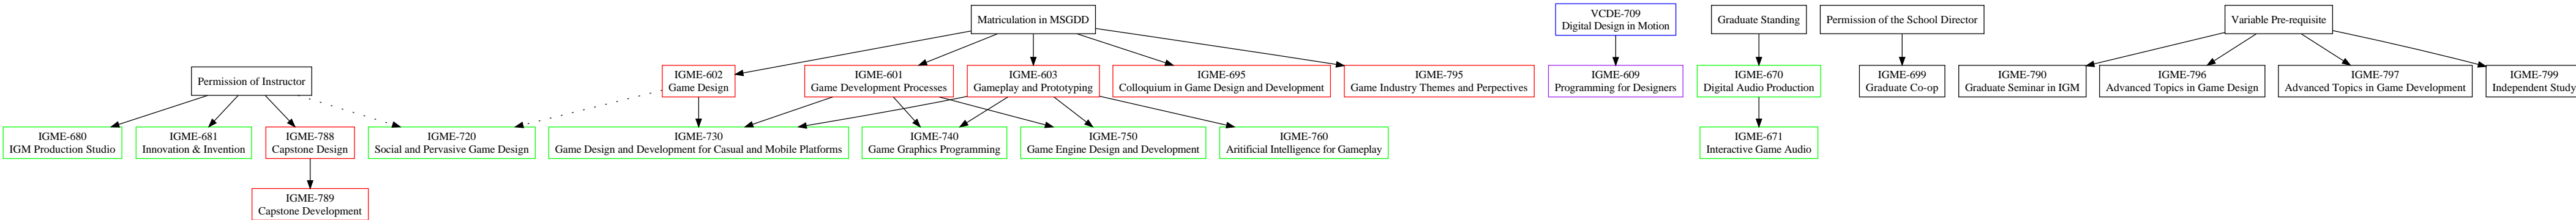 Matriculation in MSGDD
VCDE-709
Digital Design in Motion
Graduate Standing
Permission of the School Director
Variable Pre-requisite
Permission of Instructor
IGME-602
Game Design
IGME-601
Game Development Processes
IGME-603
Gameplay and Prototyping
IGME-695
Colloquium in Game Design and Development
IGME-795
Game Industry Themes and Perpectives
IGME-609
Programming for Designers
IGME-670
Digital Audio Production
IGME-699
Graduate Co-op
IGME-790
Graduate Seminar in IGM
IGME-796
Advanced Topics in Game Design
IGME-797
Advanced Topics in Game Development
IGME-799
Independent Study
IGME-680
IGM Production Studio
IGME-681
Innovation & Invention
IGME-788
Capstone Design
IGME-720
Social and Pervasive Game Design
IGME-730
Game Design and Development for Casual and Mobile Platforms
IGME-740
Game Graphics Programming
IGME-750
Game Engine Design and Development
IGME-760
Aritificial Intelligence for Gameplay
IGME-671
Interactive Game Audio
IGME-789
Capstone Development